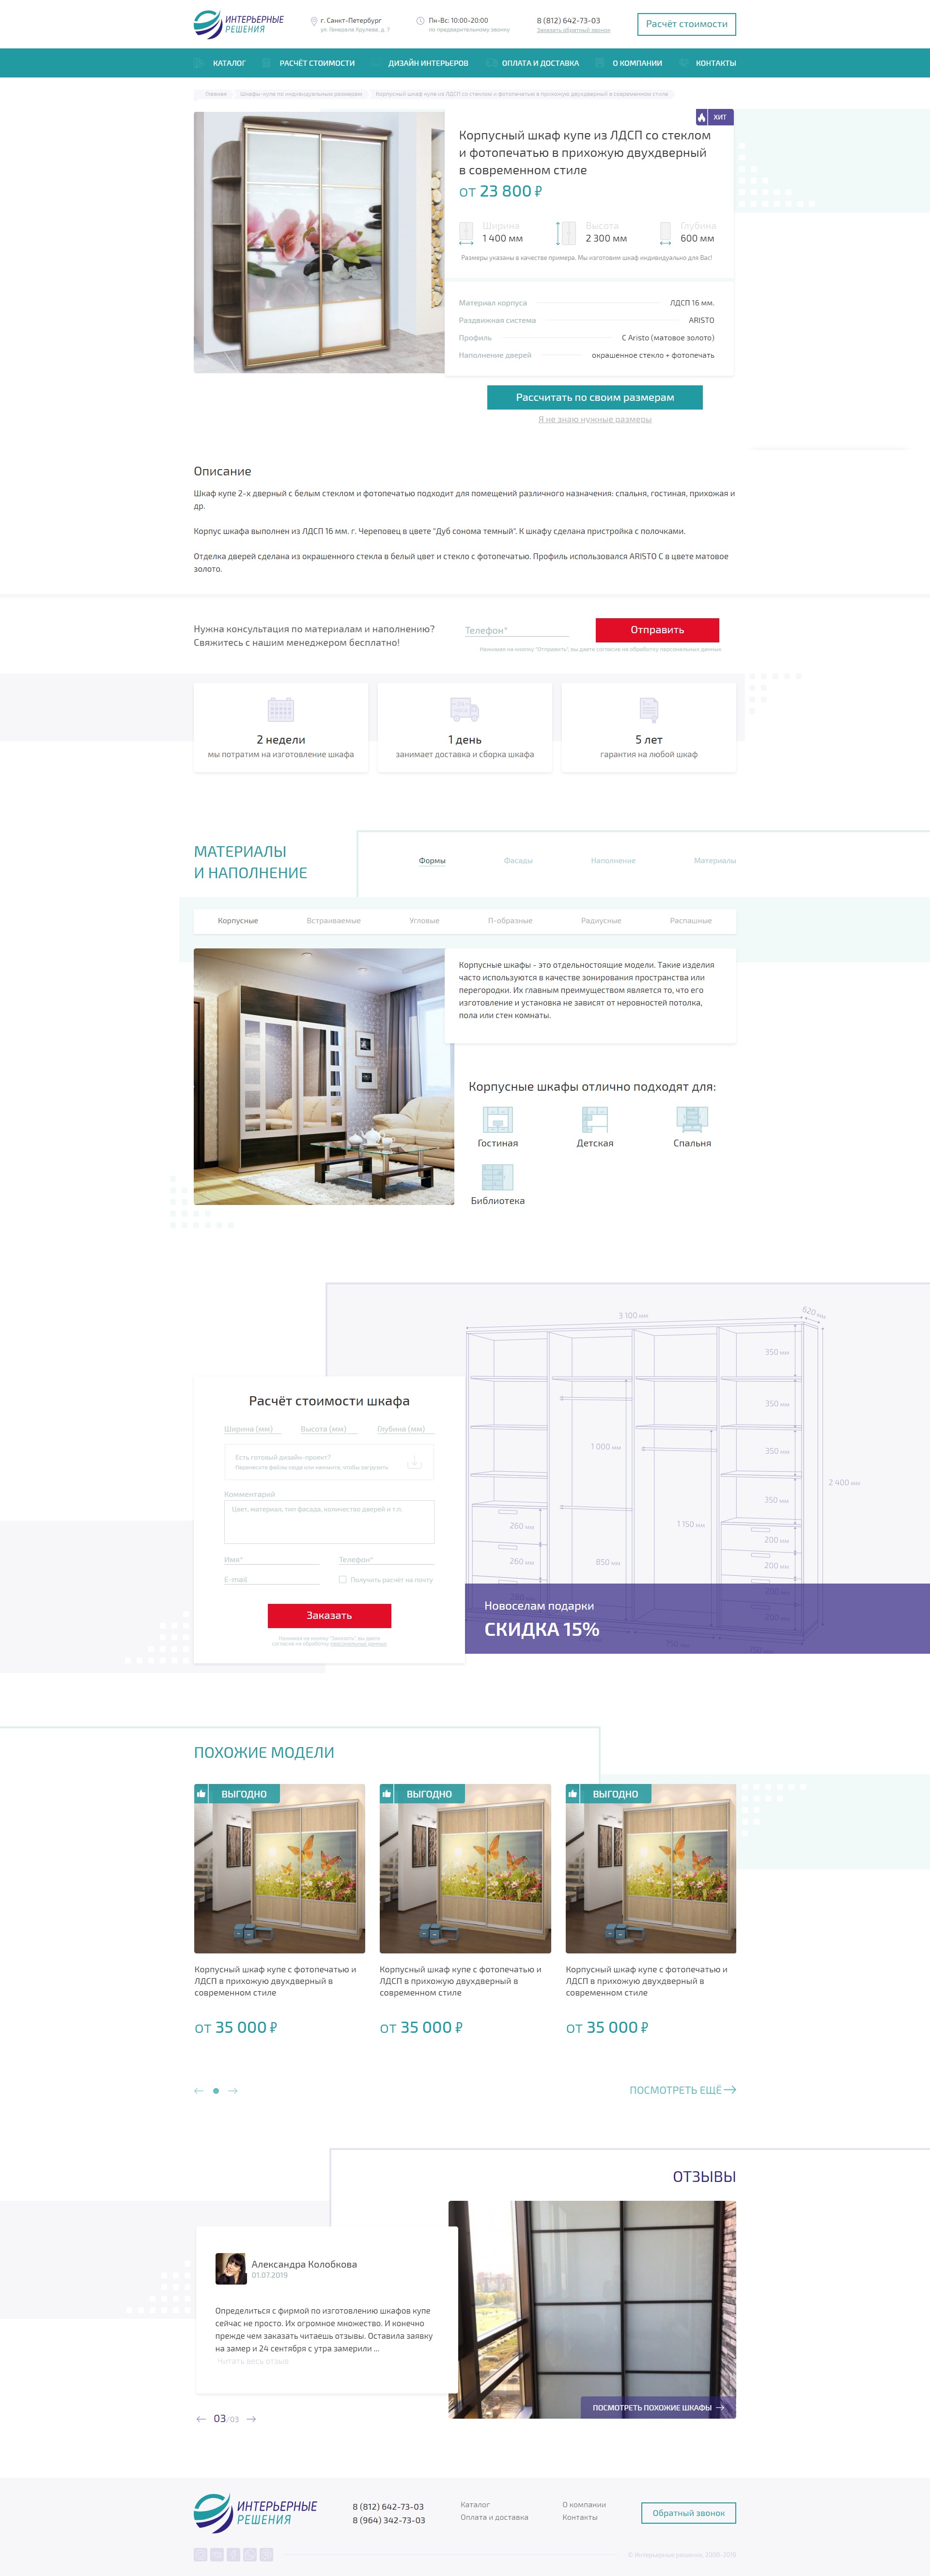 ИНТЕРЬЕРНЫЕ
РЕШЕНИЯ
г. Санкт-Петербург
ул. Генерала Хрулева, д. 7
Пн-Вс: 10:00-20:00
по предварительному звонку
8 (812) 642-73-03
Заказать обратный звонок
Расчёт стоимости
КАТАЛОГ
РАСЧЁТ СТОИМОСТИ
ДИЗАЙН ИНТЕРЬЕРОВ
ОПЛАТА И ДОСТАВКА
О КОМПАНИИ
КОНТАКТЫ
Главная
Шкафы-купе по индивидуальным размерам
Корпусный шкаф купе из ЛДСП со стеклом и фотопечатью в прихожую двухдверный в современном стиле
ХИТ
Корпусный шкаф купе из ЛДСП со стеклом
и фотопечатью в прихожую двухдверный
в современном стиле
от 23 800 ₽
Ширина
1 400 мм
Высота
2 300 мм
Глубина
600 мм
Размеры указаны в качестве примера. Мы изготовим шкаф индивидуально для Вас!
Материал корпуса
ЛДСП 16 мм.
Раздвижная система
ARISTO
Профиль
C Aristo (матовое золото)
Наполнение дверей
окрашенное стекло + фотопечать
Рассчитать по своим размерам
Я не знаю нужные размеры
Описание
Шкаф купе 2-х дверный с белым стеклом и фотопечатью подходит для помещений различного назначения: спальня, гостиная, прихожая и
др.
Корпус шкафа выполнен из ЛДСП 16 мм. г. Череповец в цвете "Дуб сонома темный". К шкафу сделана пристройка с полочками.
Отделка дверей сделана из окрашенного стекла в белый цвет и стекло с фотопечатью. Профиль использовался ARISTO C в цвете матовое
золото.
Нужна консультация по материалам и наполнению?
Свяжитесь с нашим менеджером бесплатно!
Телефон*
Отправить
Нажимая на кнопку "Отправить", вы даете согласие на обработку персональных данных
2 недели
мы потратим на изготовление шкафа
1 день
занимает доставка и сборка шкафа
5 лет
гарантия на любой шкаф
МАТЕРИАЛЫ
И НАПОЛНЕНИЕ
Формы
Фасады
Наполнение
Материалы
Корпусные
Встраиваемые
Угловые
П-образные
Радиусные
Распашные
Корпусные шкафы - это отдельностоящие модели. Такие изделия
часто используются в качестве зонирования пространства или
перегородки. Их главным преимуществом является то, что его
изготовление и установка не зависят от неровностей потолка,
пола или стен комнаты.
Корпусные шкафы отлично подходят для:
Гостиная
Детская
Спальня
Библиотека
3 100 мм
620 мм
350 мм
350 мм
1 000 мм
350 мм
2 400 мм
350 мм
260 мм
1 150 мм
200 мм
260 мм
850 мм
200 мм
200 мм
200 мм
750 мм
750 мм
Расчёт стоимости шкафа
Ширина (мм)
Высота (мм)
Глубина (мм)
Есть готовый дизайн-проект?
Перенесите файлы сюда или нажмите, чтобы загрузить
Комментарий
Цвет, материал, тип фасада, количество дверей и т.п.
Имя*
Телефон*
E-mail
Получить расчёт на почту
Заказать
Нажимая на кнопку "Заказать", вы даете
согласие на обработку персональных данных
Новоселам подарки
СКИДКА 15%
ПОХОЖИЕ МОДЕЛИ
ВЫГОДНО
ВЫГОДНО
ВЫГОДНО
Корпусный шкаф купе с фотопечатью и
ЛДСП в прихожую двухдверный в
современном стиле
от 35 000 ₽
Корпусный шкаф купе с фотопечатью и
ЛДСП в прихожую двухдверный в
современном стиле
от 35 000 ₽
Корпусный шкаф купе с фотопечатью и
ЛДСП в прихожую двухдверный в
современном стиле
от 35 000 ₽
ПОСМОТРЕТЬ ЕЩЁ
ОТЗЫВЫ
Александра Колобкова
01.07.2019
Определиться с фирмой по изготовлению шкафов купе
сейчас не просто. Их огромное множество. И конечно
прежде чем заказать читаешь отзывы. Оставила заявку
на замер и 24 сентября с утра замерили ...
Читать весь отзыв
ПОСМОТРЕТЬ ПОХОЖИЕ ШКАФЫ
03/03
ИНТЕРЬЕРНЫЕ
РЕШЕНИЯ
8 (812) 642-73-03
8 (964) 342-73-03
Каталог
Оплата и доставка
О компании
Контакты
Обратный звонок
© Интерьерные решения, 2000-2019